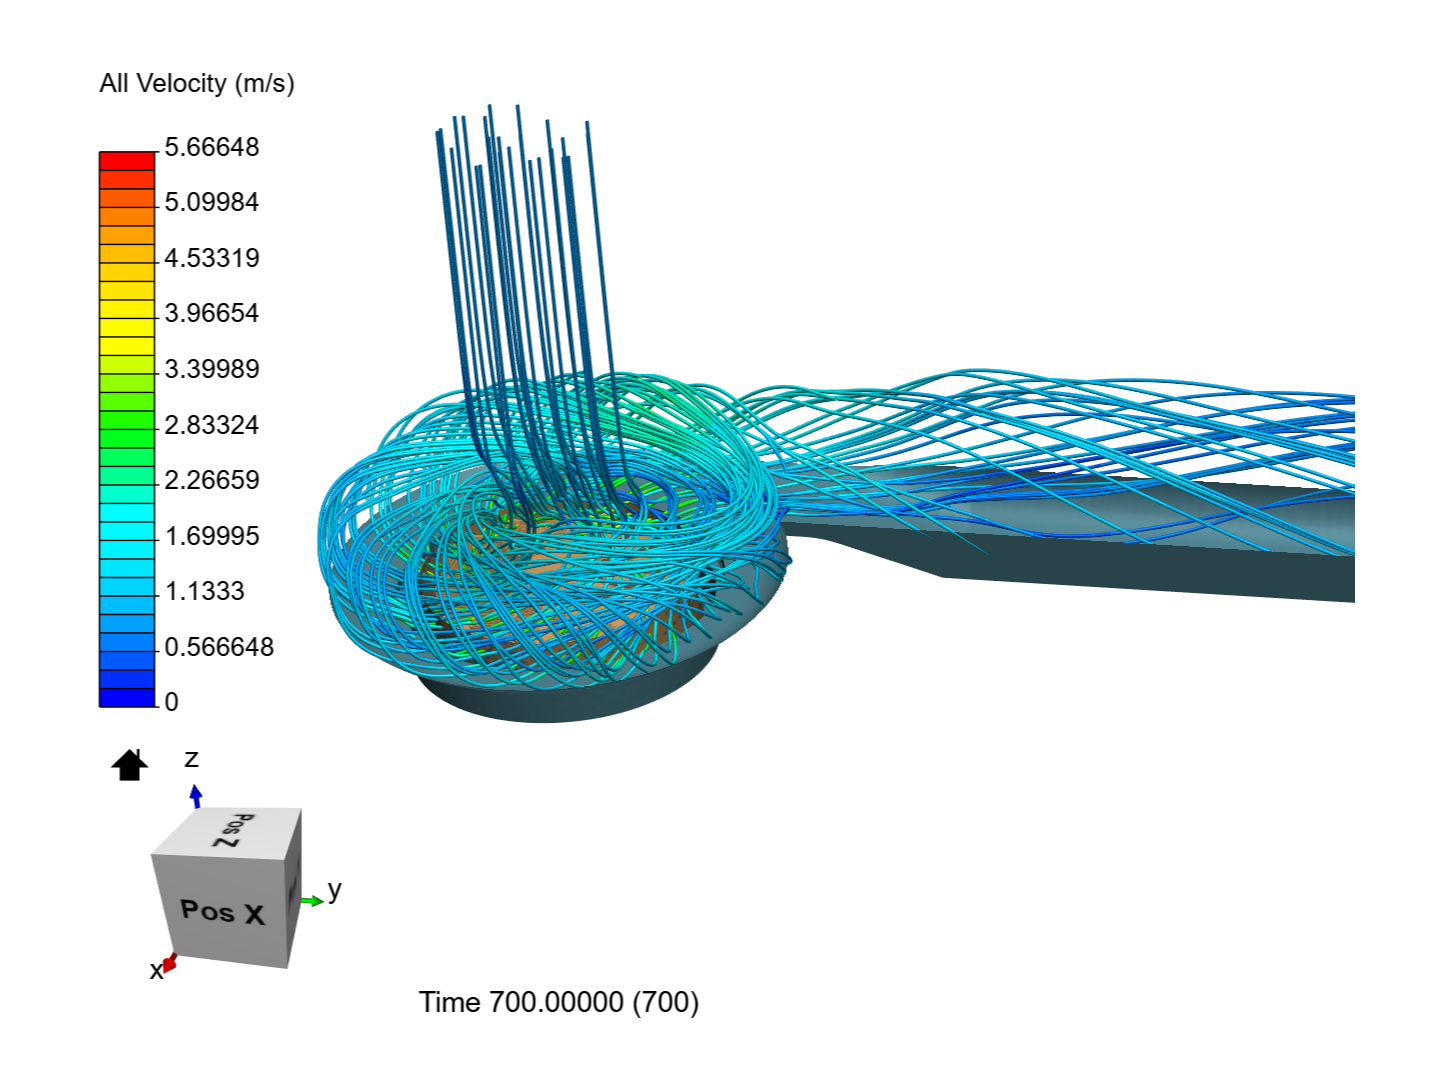 All Velocity (m/s)
5.66648
5.09984
4.53319
3.96654
3.39989
2.83324
2.26659
1.69995
1.1333
0.566648
0
z
Pos Z
y
Pos X
x
Time 700.00000 (700)